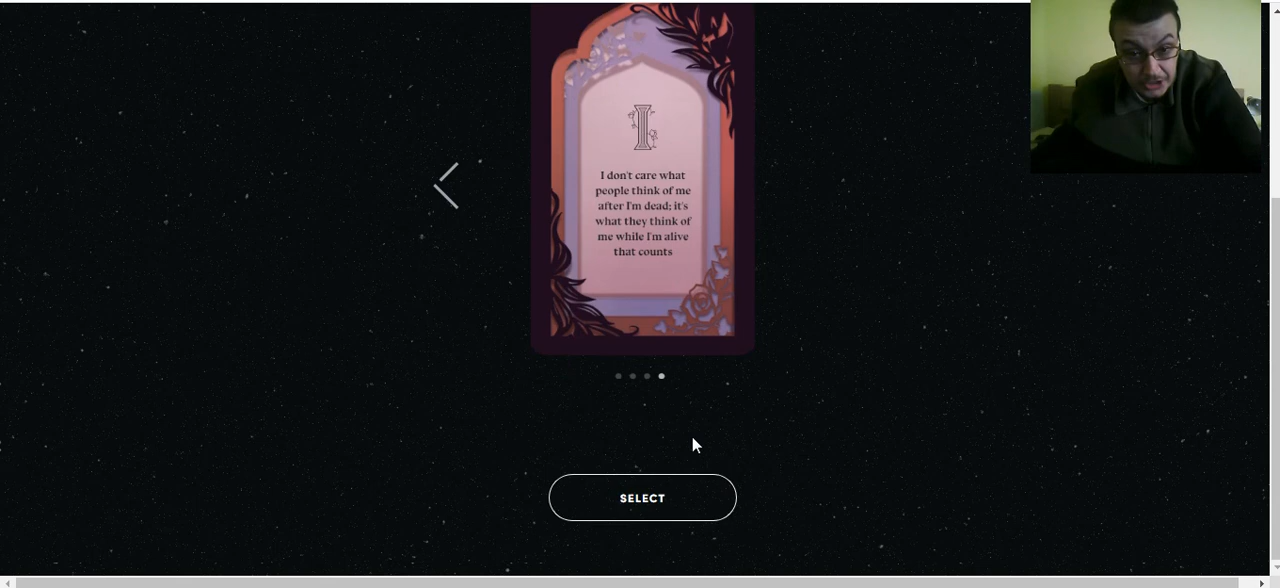 I
I don't care what
people think of me
after I'm dead; it's
what they think of
me while I'm alive
that counts
SELECT